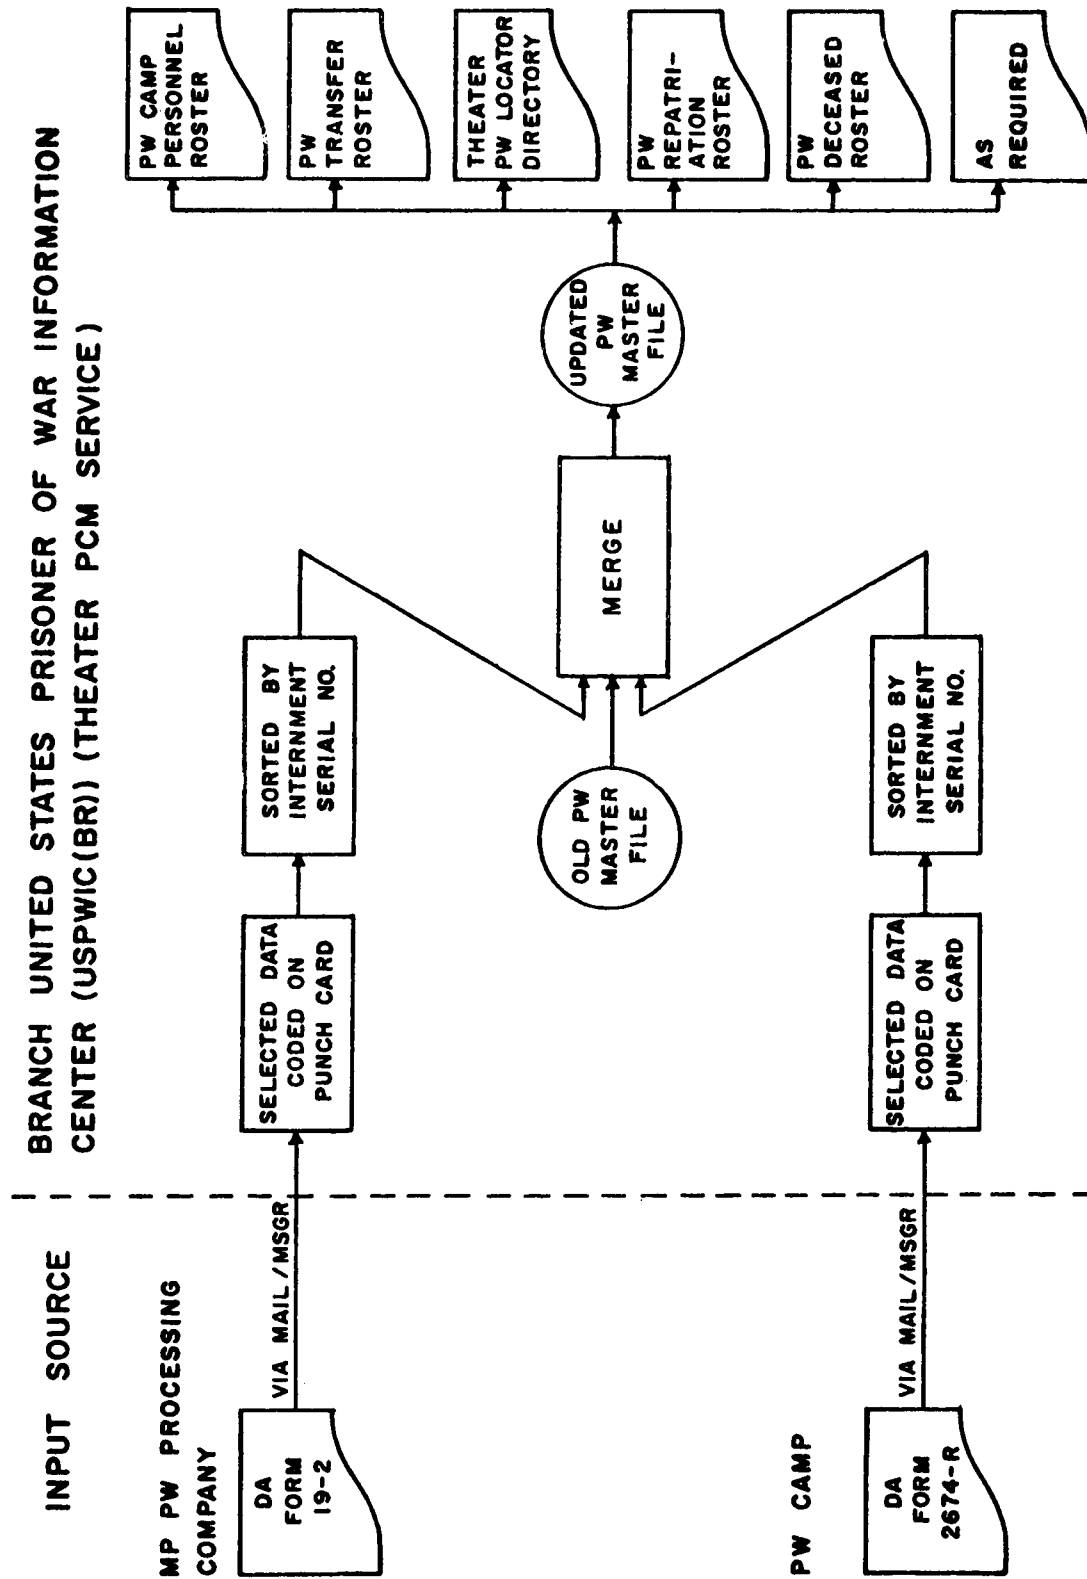 INPUT SOURCE
BRANCH UNITED STATES PRISONER OF WAR INFORMATION
CENTER (USPWIC(BR)) (THEATER PCM SERVICE)
MP PW PROCESSING
COMPANY
DA
FORM
19-2
VIA MAIL/MSGR
SELECTED DATA
CODED ON
PUNCH CARD
SORTED BY
INTERNMENT
SERIAL NO.
OLD PW
MASTER
FILE
MERGE
UPDATED
PW
MASTER
FILE
PW CAMP
DA
FORM
2674-R
VIA MAIL/MSGR
SELECTED DATA
CODED ON
PUNCH CARD
SORTED BY
INTERNMENT
SERIAL NO.
PW CAMP
PERSONNEL
ROSTER
PW
TRANSFER
ROSTER
THEATER
PW LOCATOR
DIRECTORY
PW
REPATRI-
ATION
ROSTER
PW
DECEASED
ROSTER
AS
REQUIRED